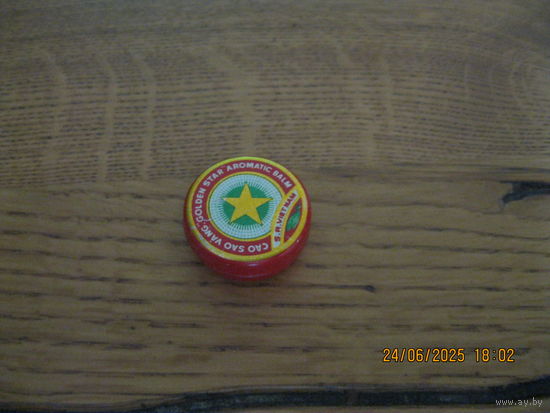 CAO SAO VANG-GOLDEN STAR AROMATIC BALM
S.R. VIETNAM
24/06/2025 18:02
www.ay.by